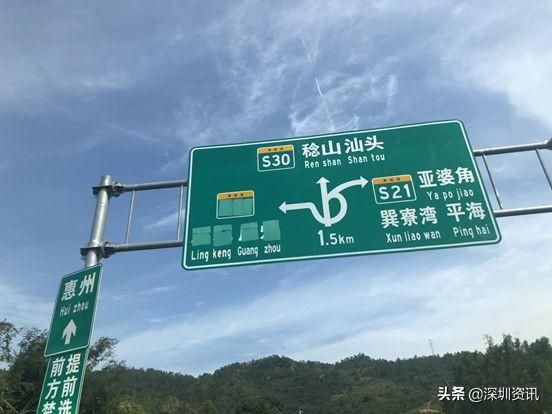 S30
稔山 汕头
Ren shan Shan tou
S21
亚婆角
Ya po jiao
巽寮湾 平海
Xun liao wan Ping hai
1.5km
Ling keng Guang zhou
惠州
Hui zhou
提前
前方
头条 @深圳资讯